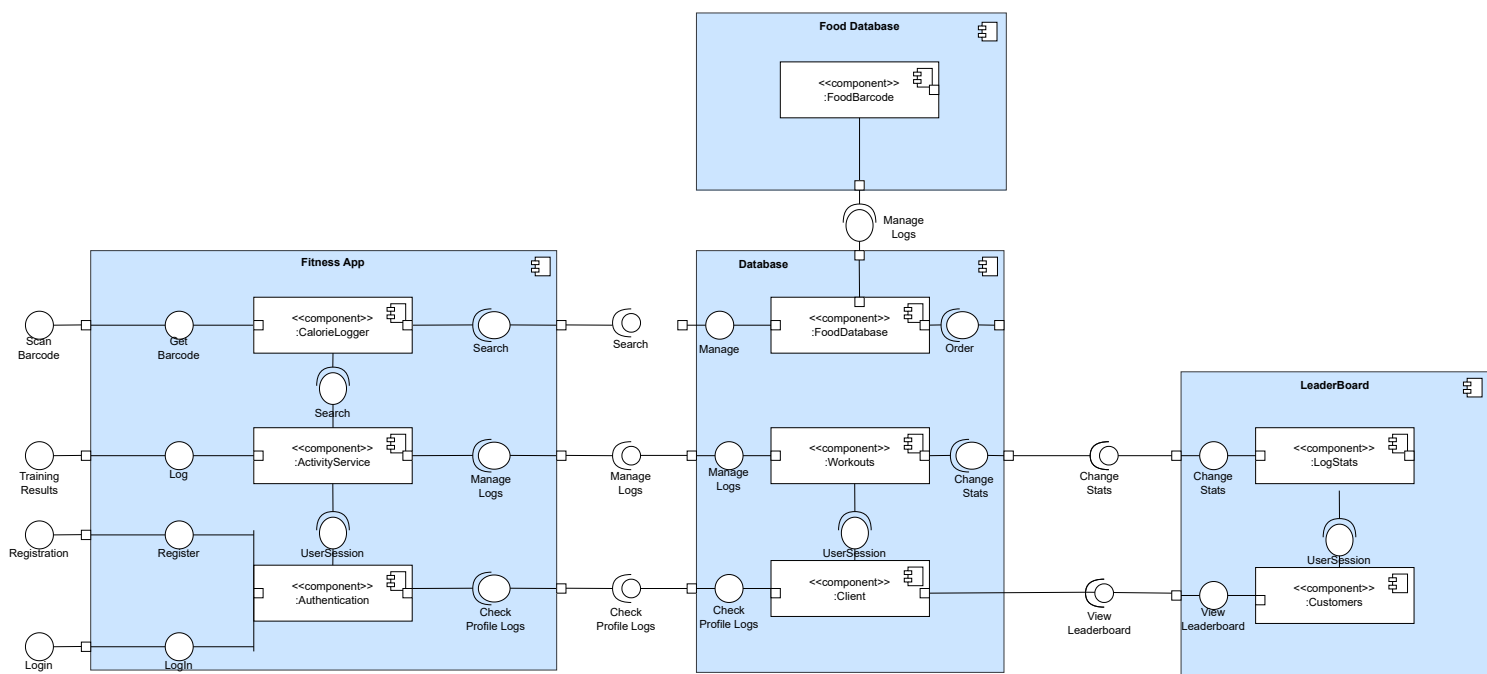 Food Database
<<component>>
:FoodBarcode
Manage
Logs
Fitness App
Database
<<component>>
:CalorieLogger
<<component>>
:FoodDatabase
Scan
Barcode
Get
Barcode
Search
Search
Manage
Order
LeaderBoard
Search
<<component>>
:ActivityService
<<component>>
:Workouts
<<component>>
:LogStats
Training
Results
Log
Manage
Logs
Manage
Logs
Manage
Logs
Change
Stats
Change
Stats
Change
Stats
Registration
Register
UserSession
UserSession
UserSession
<<component>>
:Authentication
<<component>>
:Client
<<component>>
:Customers
Check
Profile Logs
Check
Profile Logs
Check
Profile Logs
View
Leaderboard
View
Leaderboard
Login
LogIn